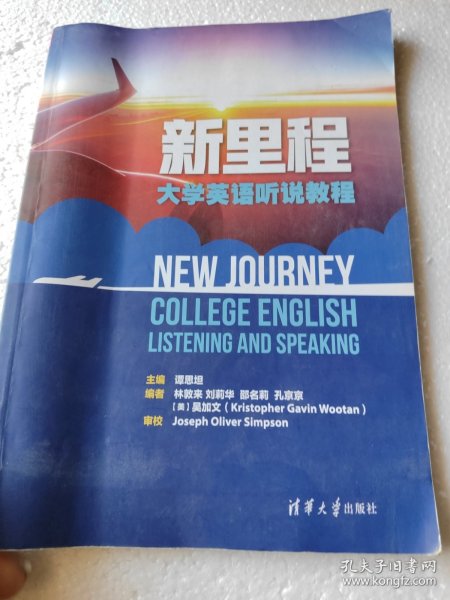 新里程
大学英语听说教程
NEW JOURNEY
COLLEGE ENGLISH
LISTENING AND SPEAKING
主编 谭思坦
编著 林敦来 刘莉华 邵名莉 孔京京
【美】吴加文（Kristopher Gavin Wootan）
审校 Joseph Oliver Simpson
清华大学出版社
孔夫子旧书网
www.kongfz.com